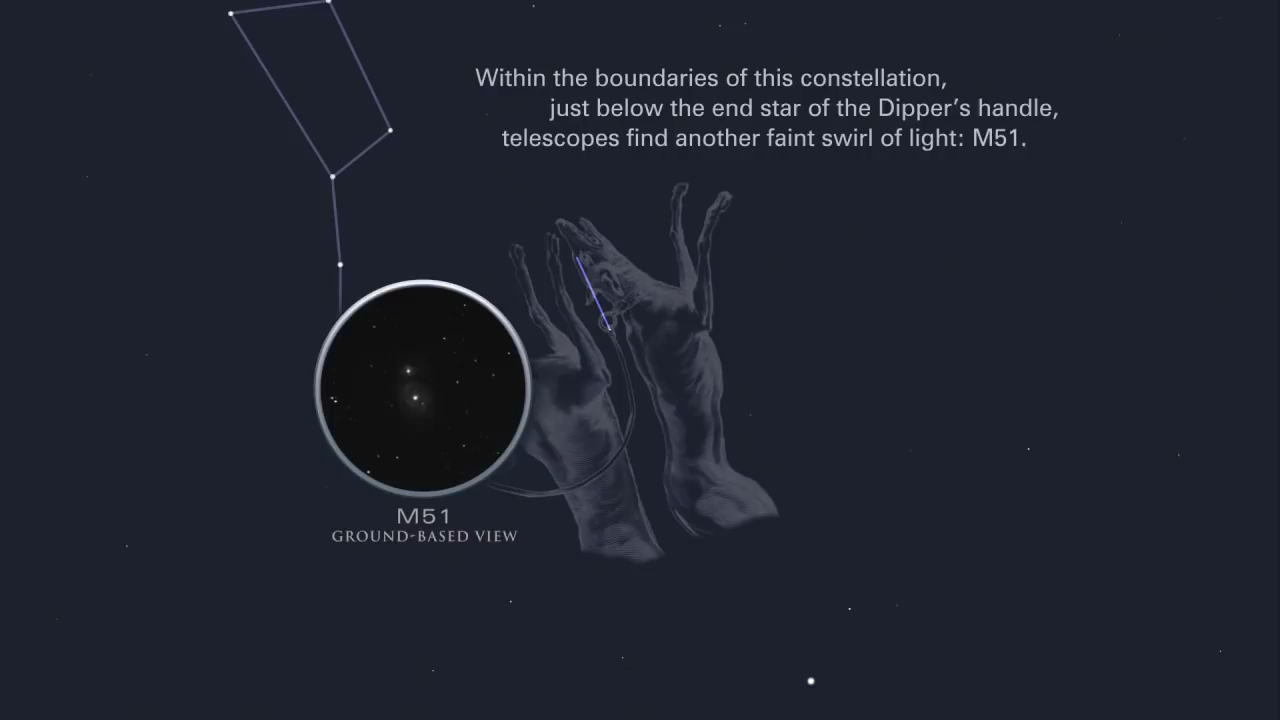 Within the boundaries of this constellation,
just below the end star of the Dipper's handle,
telescopes find another faint swirl of light: M51.
M51
GROUND-BASED VIEW